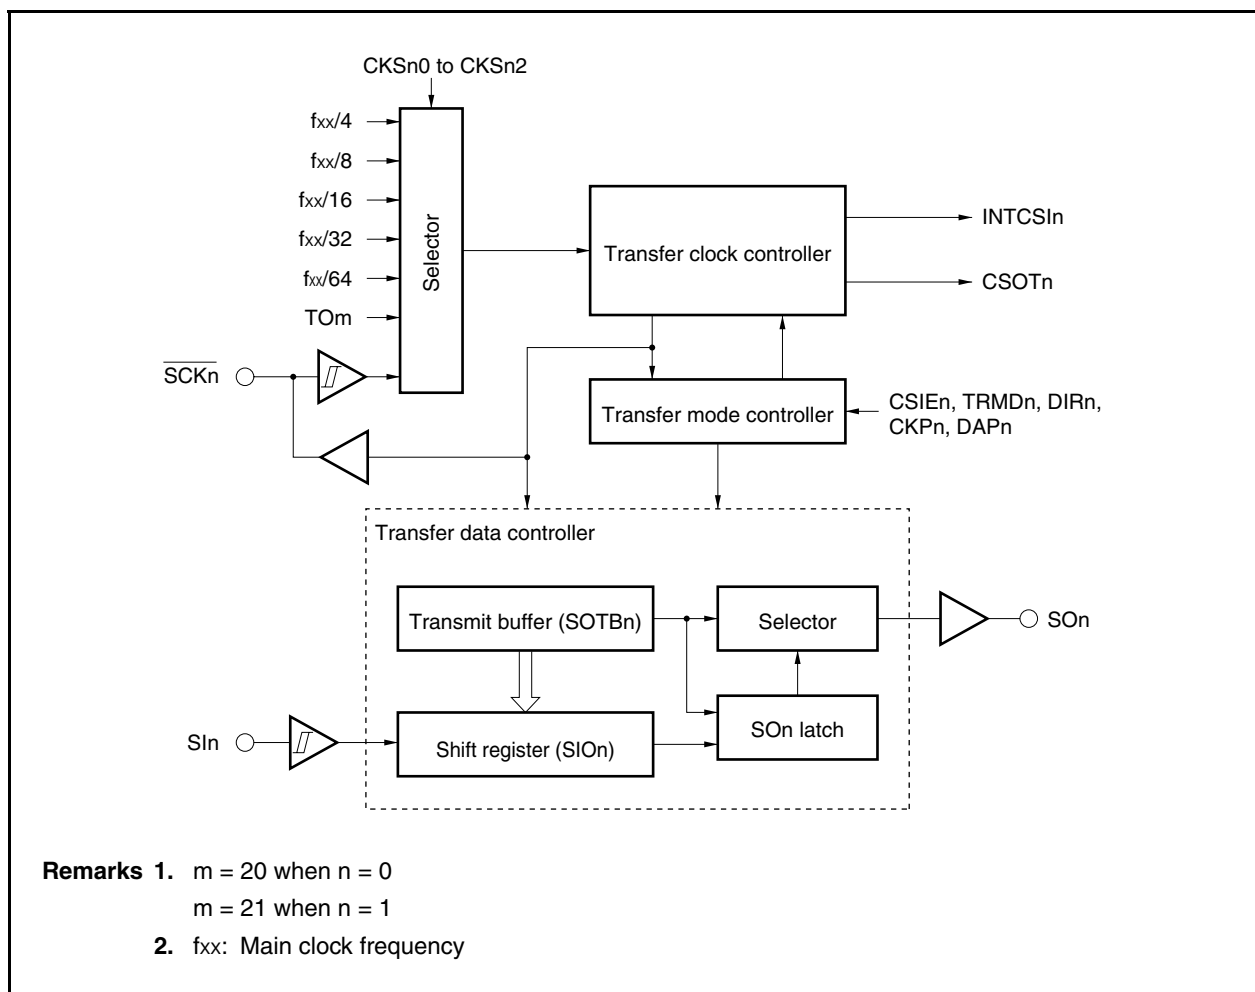 CKSn0 to CKSn2
fxx/4
fxx/8
fxx/16
fxx/32
fxx/64
TOm
SCKn
Selector
Transfer clock controller
INTCSIn
CSOTn
Transfer mode controller
CSIEn, TRMDn, DIRn,
CKPn, DAPn
Transfer data controller
Transmit buffer (SOTBn)
Selector
SOn
SIn
Shift register (SIOn)
SOn latch
Remarks 1. m = 20 when n = 0
m = 21 when n = 1
2. fxx: Main clock frequency